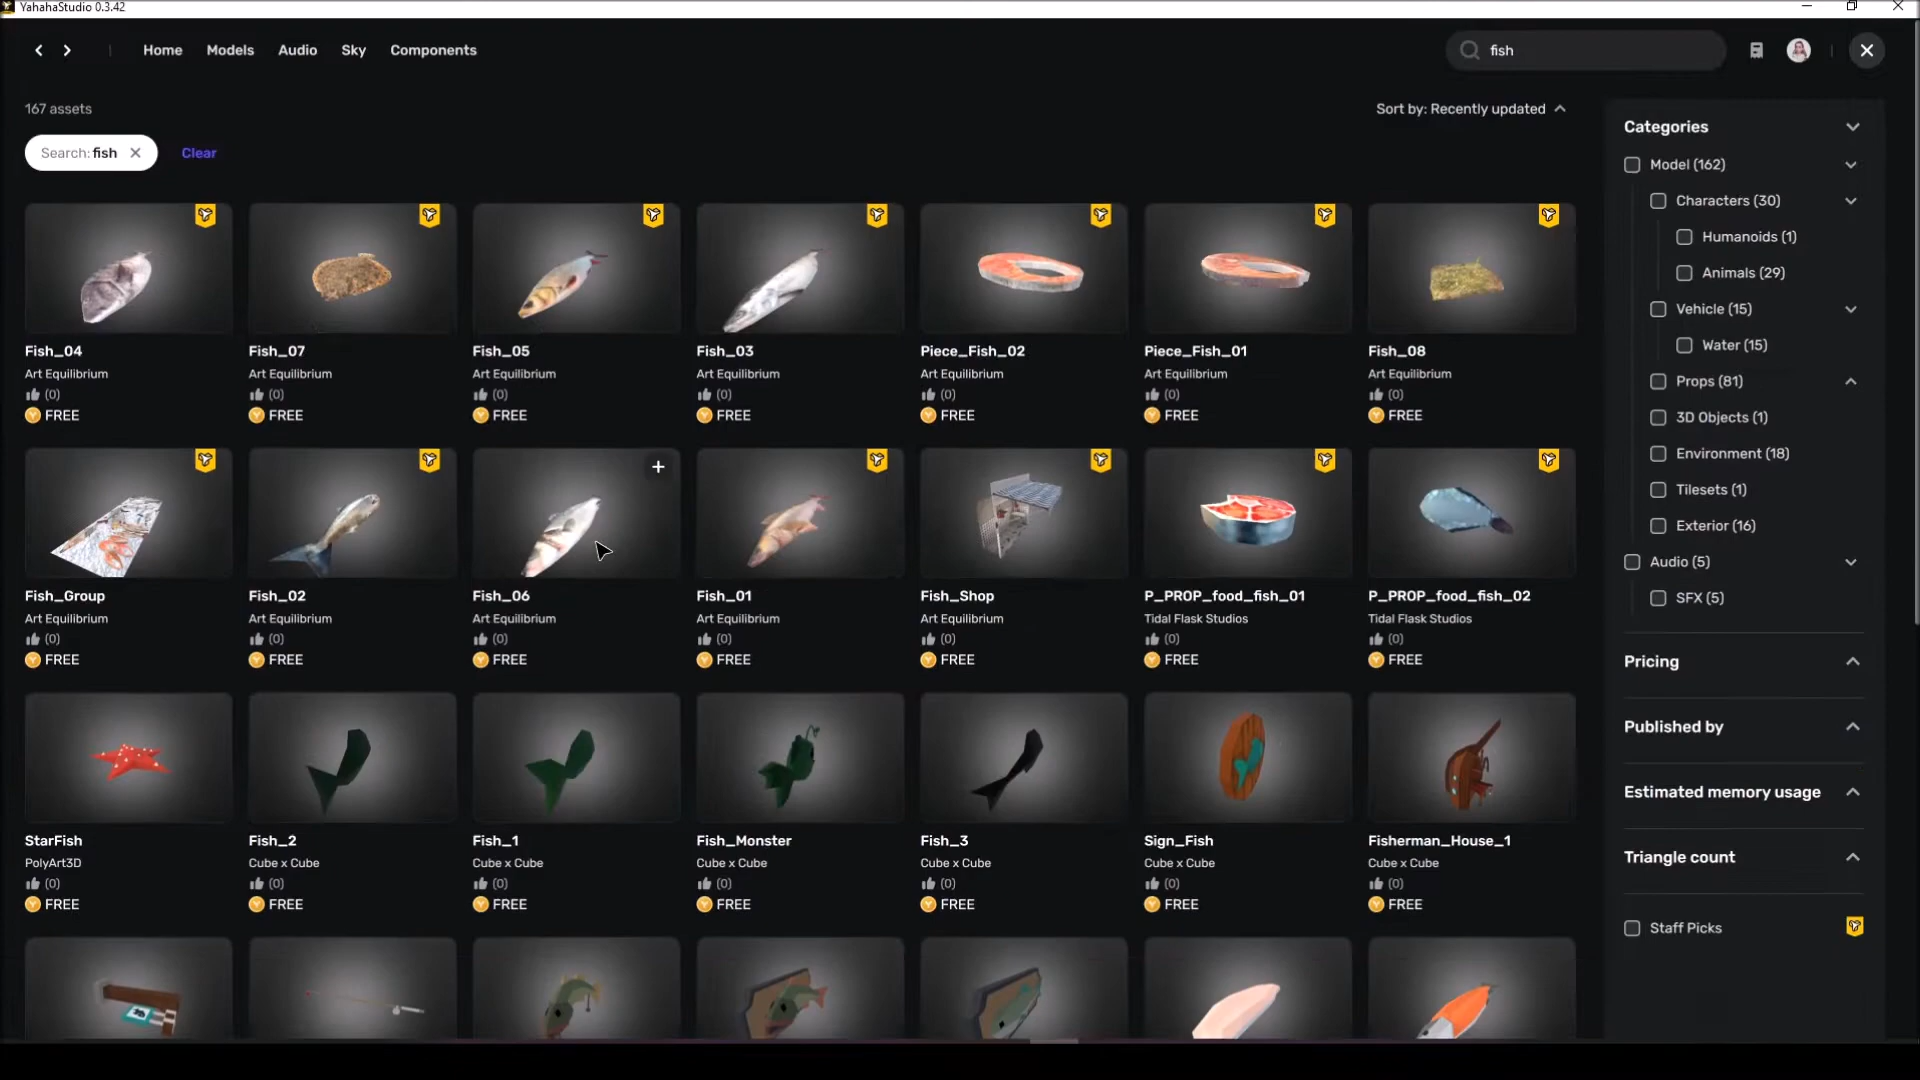 YahahaStudio 0.3.42
Home Models Audio Sky Components
fish
167 assets
Sort by: Recently updated
Search: fish
Clear
Fish_04
Art Equilibrium
(0)
FREE
Fish_07
Art Equilibrium
(0)
FREE
Fish_05
Art Equilibrium
(0)
FREE
Fish_03
Art Equilibrium
(0)
FREE
Piece_Fish_02
Art Equilibrium
(0)
FREE
Piece_Fish_01
Art Equilibrium
(0)
FREE
Fish_08
Art Equilibrium
(0)
FREE
Fish_Group
Art Equilibrium
(0)
FREE
Fish_02
Art Equilibrium
(0)
FREE
Fish_06
Art Equilibrium
(0)
FREE
Fish_01
Art Equilibrium
(0)
FREE
Fish_Shop
Art Equilibrium
(0)
FREE
P_PROP_food_fish_01
Tidal Flask Studios
(0)
FREE
P_PROP_food_fish_02
Tidal Flask Studios
(0)
FREE
StarFish
PolyArt3D
(0)
FREE
Fish_2
Cube x Cube
(0)
FREE
Fish_1
Cube x Cube
(0)
FREE
Fish_Monster
Cube x Cube
(0)
FREE
Fish_3
Cube x Cube
(0)
FREE
Sign_Fish
Cube x Cube
(0)
FREE
Fisherman_House_1
Cube x Cube
(0)
FREE
Categories
Model (162)
Characters (30)
Humanoids (1)
Animals (29)
Vehicle (15)
Water (15)
Props (81)
3D Objects (1)
Environment (18)
Tilesets (1)
Exterior (16)
Audio (5)
SFX (5)
Pricing
Published by
Estimated memory usage
Triangle count
Staff Picks